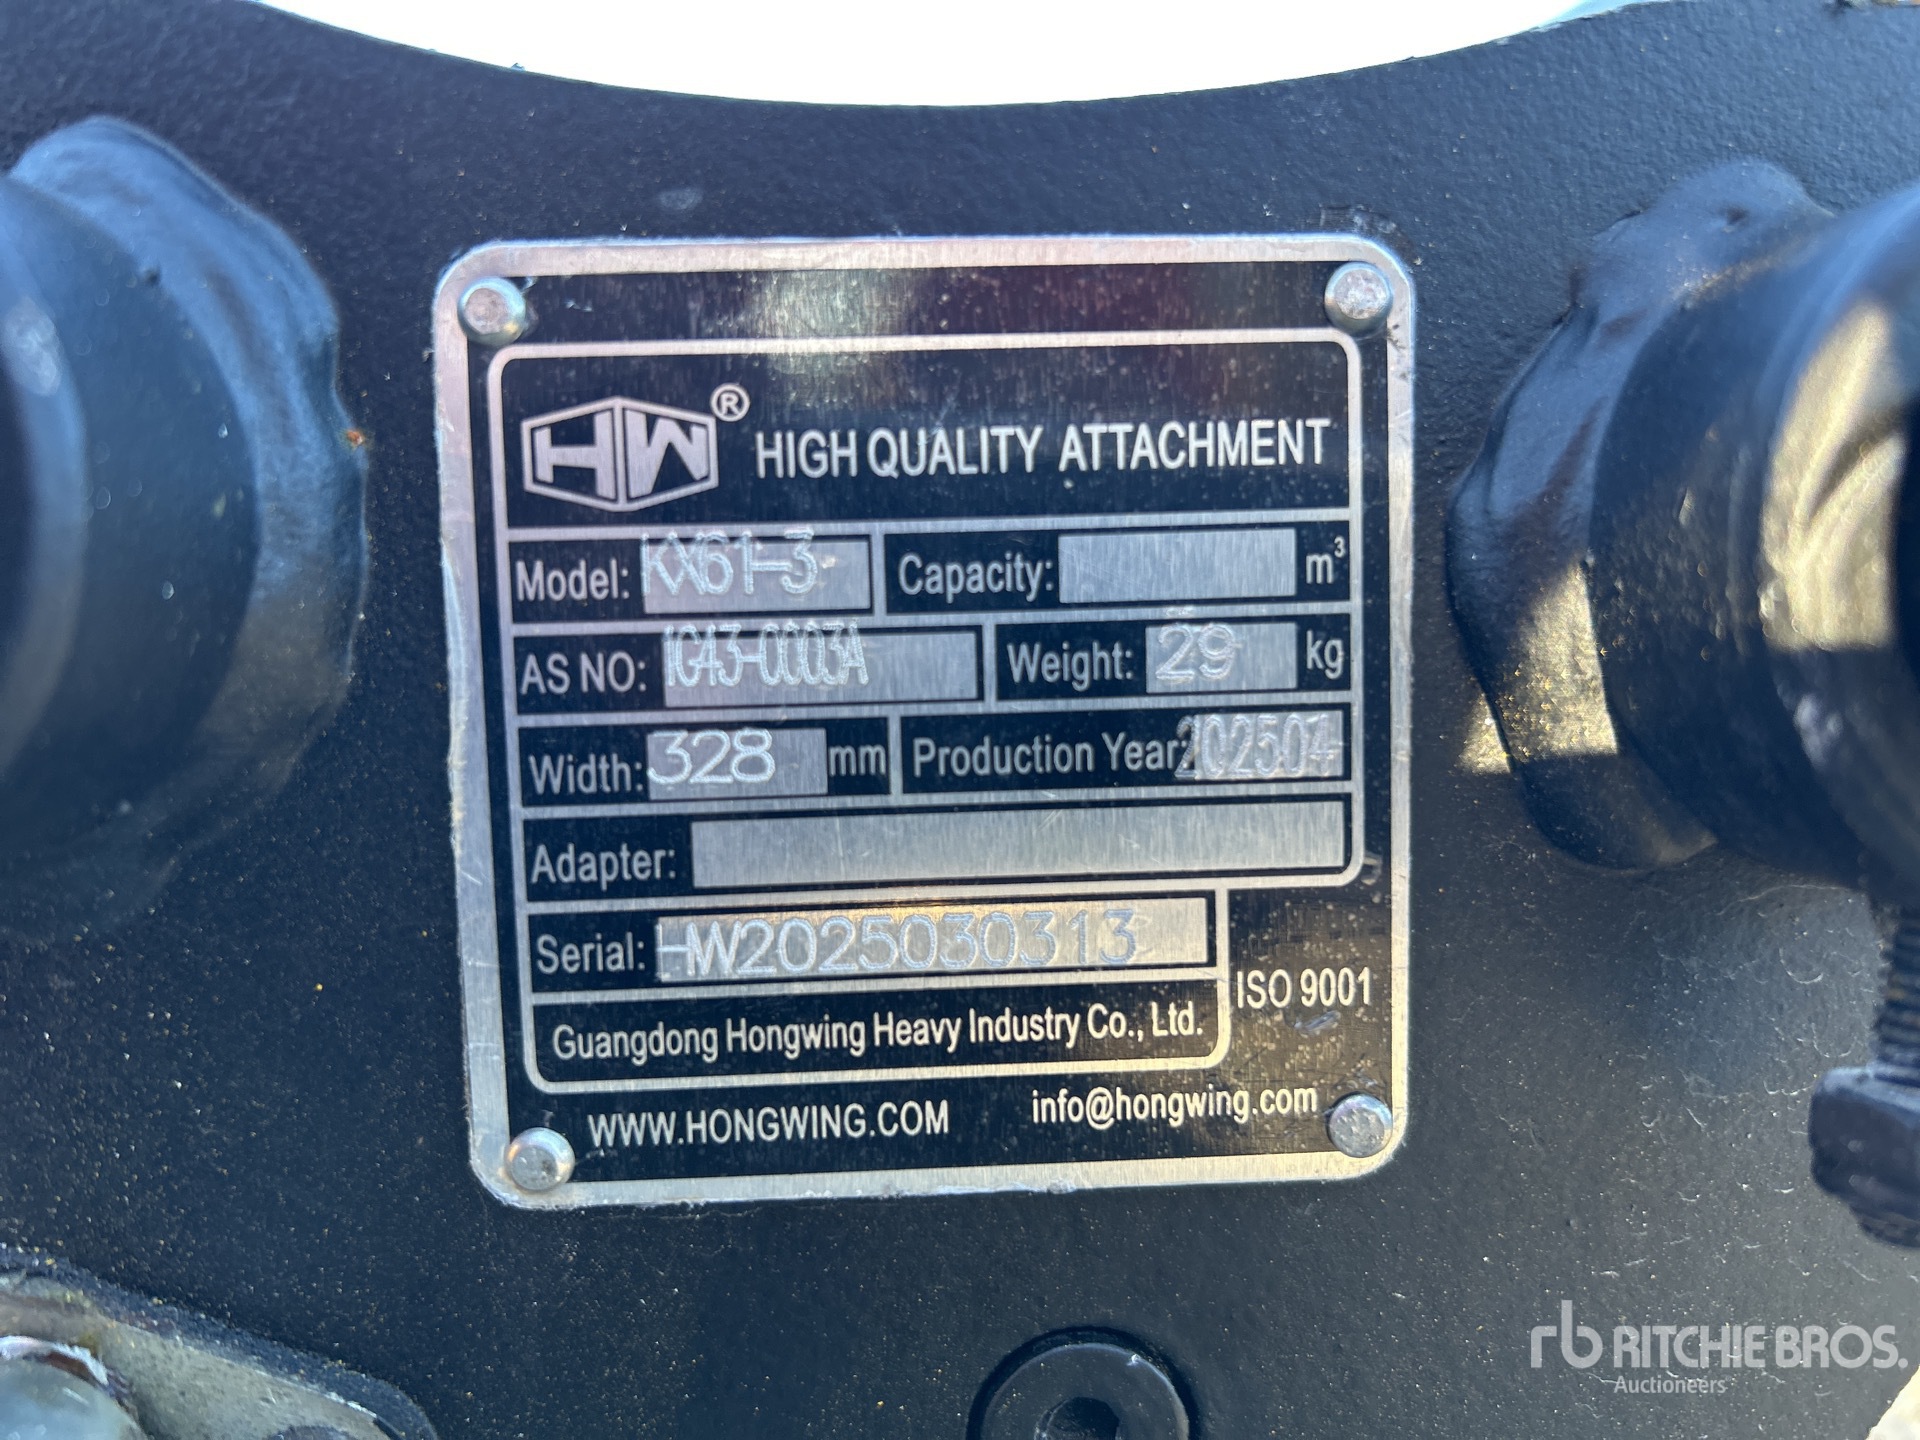 HW®
HIGH QUALITY ATTACHMENT
Model: KX61-3
Capacity: m³
AS NO: 1G43-0003A
Weight: 29 kg
Width: 328 mm
Production Year: 202504
Adapter:
Serial: HW2025030313
ISO 9001
Guangdong Hongwing Heavy Industry Co., Ltd.
WWW.HONGWING.COM
info@hongwing.com
rb RITCHIE BROS.
Auctioneers